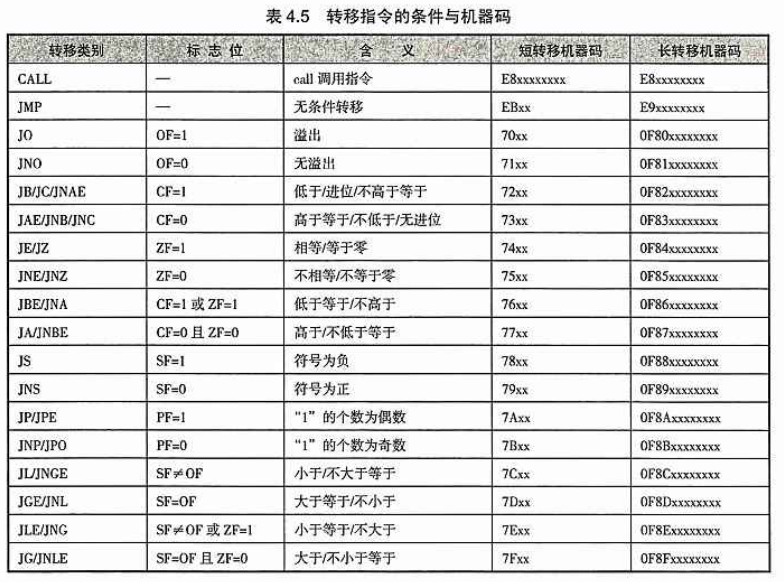 表 4.5 转移指令的条件与机器码
转移类别 标志位 含义 短转移机器码 长转移机器码
CALL — call 调用指令 E8xxxxxxxx E8xxxxxxxx
JMP — 无条件转移 EBxx E9xxxxxxxx
JO OF=1 溢出 70xx 0F80xxxxxxxx
JNO OF=0 无溢出 71xx 0F81xxxxxxxx
JB/JC/JNAE CF=1 低于/进位/不高于等于 72xx 0F82xxxxxxxx
JAE/JNB/JNC CF=0 高于等于/不低于/无进位 73xx 0F83xxxxxxxx
JE/JZ ZF=1 相等/等于零 74xx 0F84xxxxxxxx
JNE/JNZ ZF=0 不相等/不等于零 75xx 0F85xxxxxxxx
JBE/JNA CF=1 或 ZF=1 低于等于/不高于 76xx 0F86xxxxxxxx
JA/JNBE CF=0 且 ZF=0 高于/不低于等于 77xx 0F87xxxxxxxx
JS SF=1 符号为负 78xx 0F88xxxxxxxx
JNS SF=0 符号为正 79xx 0F89xxxxxxxx
JP/JPE PF=1 “1”的个数为偶数 7Axx 0F8Axxxxxxxx
JNP/JPO PF=0 “1”的个数为奇数 7Bxx 0F8Bxxxxxxxx
JL/JNGE SF≠OF 小于/不大于等于 7Cxx 0F8Cxxxxxxxx
JGE/JNL SF=OF 大于等于/不小于 7Dxx 0F8Dxxxxxxxx
JLE/JNG SF≠OF 或 ZF=1 小于等于/不大于 7Exx 0F8Exxxxxxxx
JG/JNLE SF=OF 且 ZF=0 大于/不小于等于 7Fxx 0F8Fxxxxxxxx